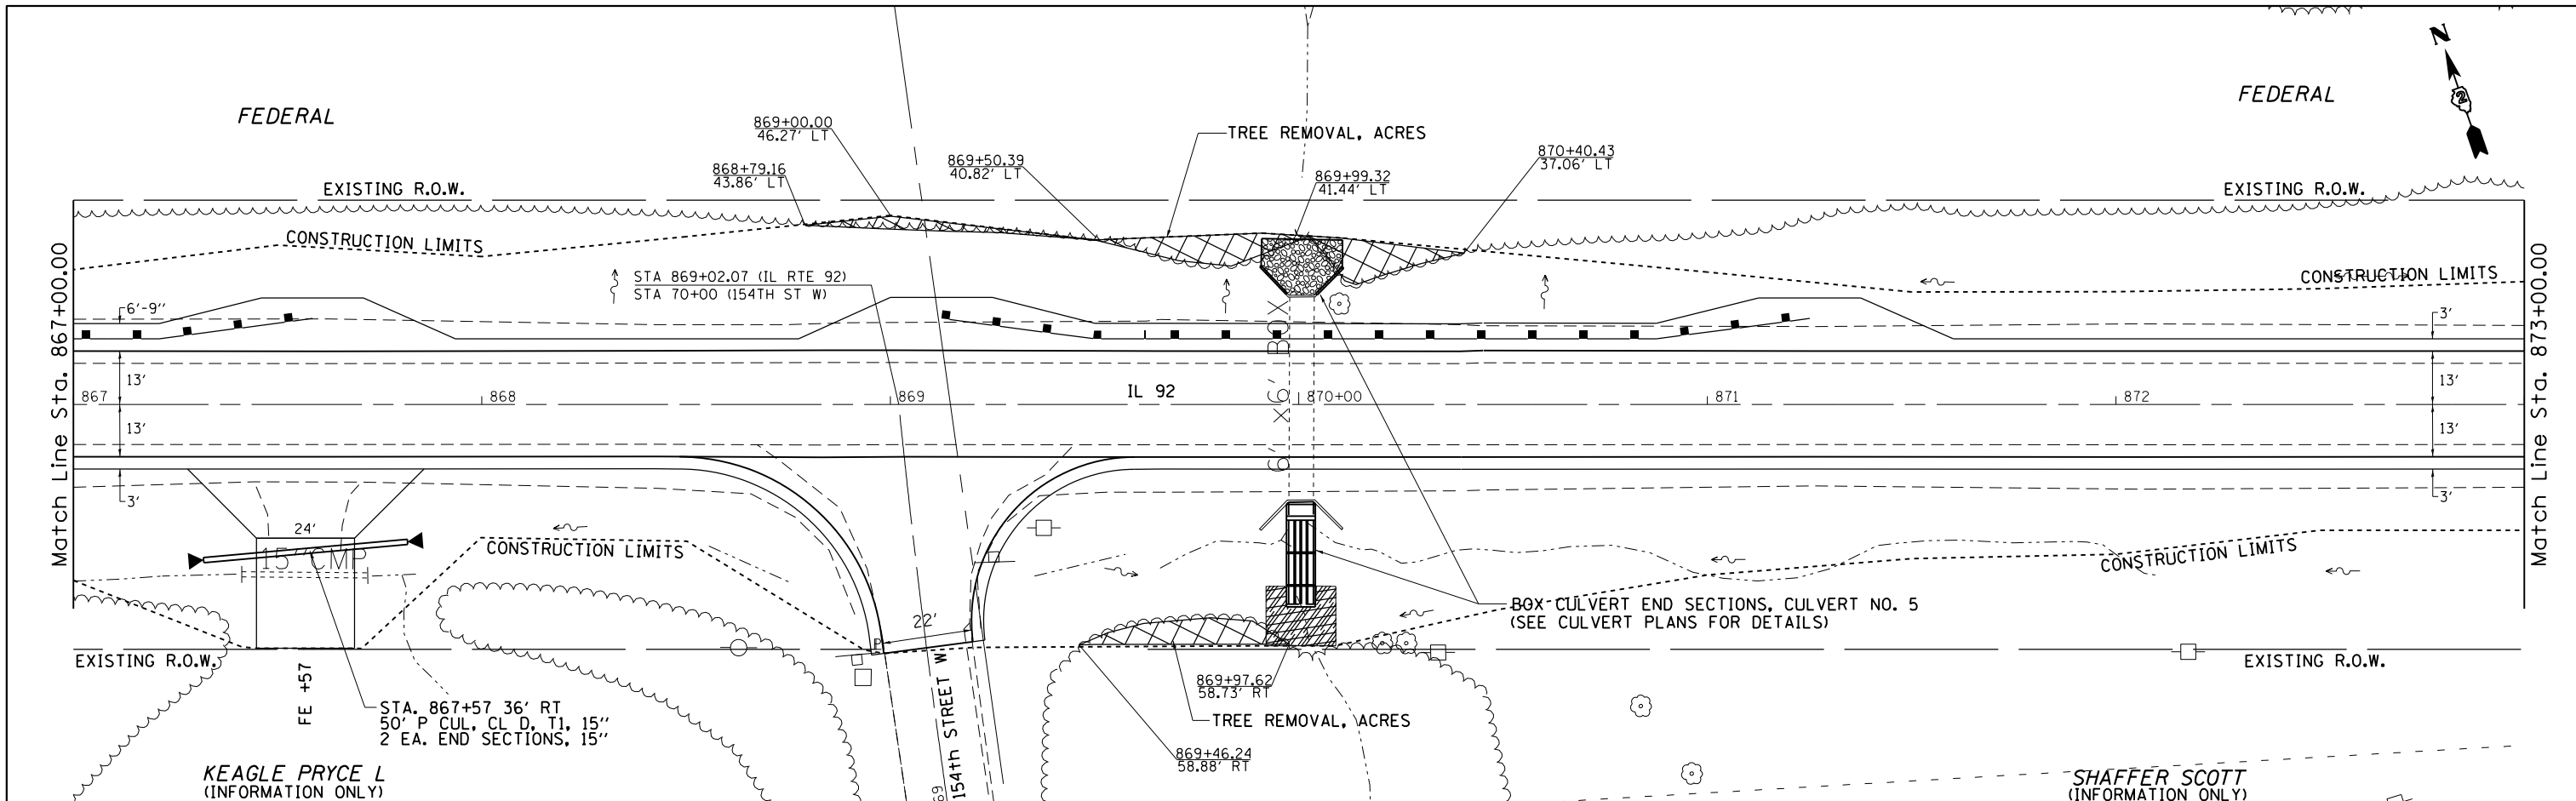 FEDERAL
FEDERAL
N
2
869+00.00
46.27' LT
868+79.16
43.86' LT
869+50.39
40.82' LT
TREE REMOVAL, ACRES
869+99.32
41.44' LT
870+40.43
37.06' LT
EXISTING R.O.W.
EXISTING R.O.W.
CONSTRUCTION LIMITS
CONSTRUCTION LIMITS
STA 869+02.07 (IL RTE 92)
STA 70+00 (154TH ST W)
Match Line Sta. 867+00.00
Match Line Sta. 873+00.00
6'-9''
3'
13'
13'
867
868
869
IL 92
870+00
871
872
6' X6' BOX
13'
13'
3'
3'
24'
15" CMP
CONSTRUCTION LIMITS
CONSTRUCTION LIMITS
22'
P
BOX CULVERT END SECTIONS, CULVERT NO. 5
(SEE CULVERT PLANS FOR DETAILS)
EXISTING R.O.W.
EXISTING R.O.W.
FE +57
STA. 867+57 36' RT
50' P CUL, CL D, T1, 15''
2 EA. END SECTIONS, 15''
869+97.62
58.73' RT
TREE REMOVAL, ACRES
869+46.24
58.88' RT
154th STREET W
69
KEAGLE PRYCE L
(INFORMATION ONLY)
SHAFFER SCOTT
(INFORMATION ONLY)